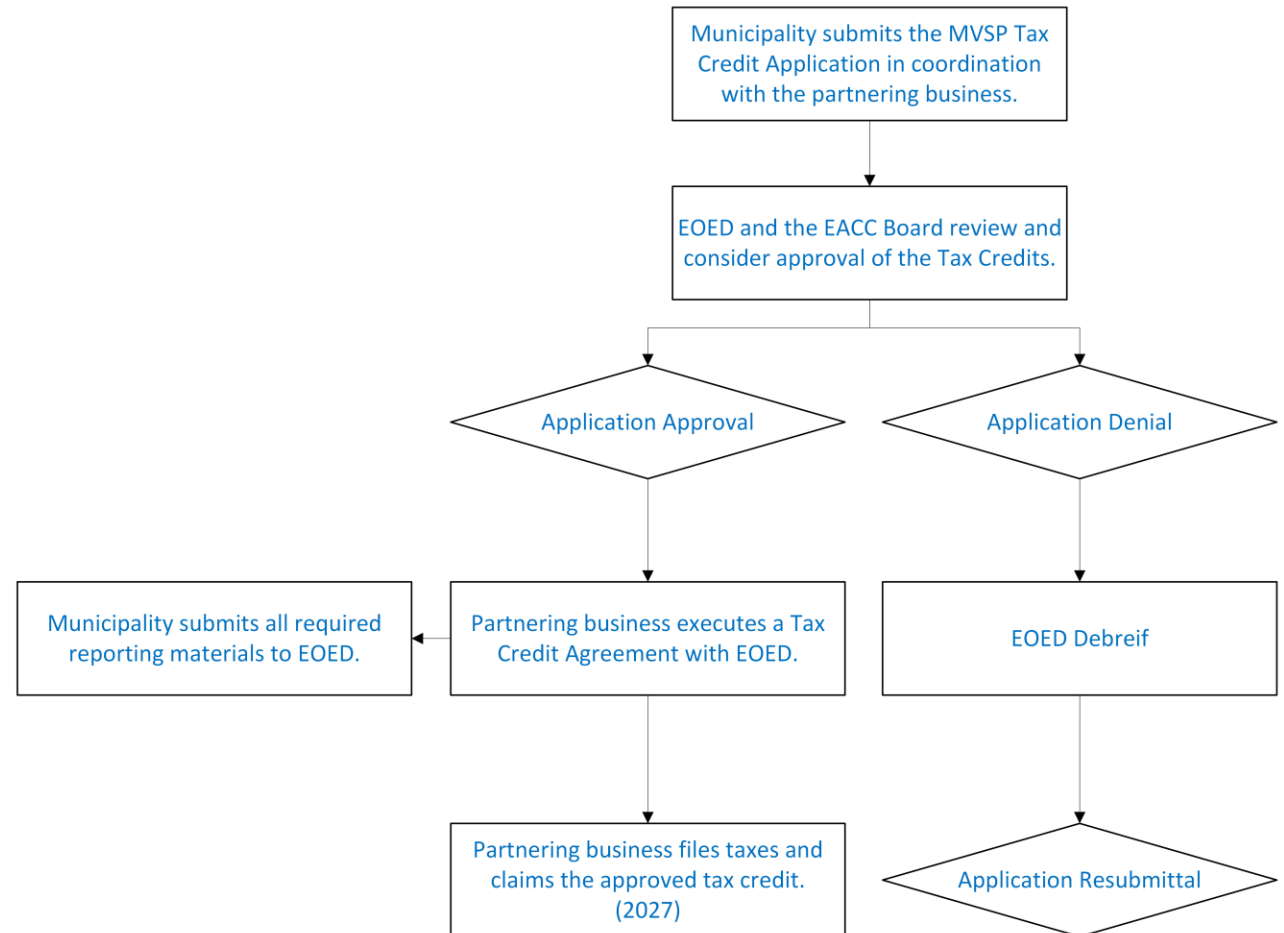 Municipality submits the MVSP Tax
Credit Application in coordination
with the partnering business.
EOED and the EACC Board review and
consider approval of the Tax Credits.
Application Approval
Application Denial
Municipality submits all required
reporting materials to EOED.
Partnering business executes a Tax
Credit Agreement with EOED.
EOED Debreif
Partnering business files taxes and
claims the approved tax credit.
(2027)
Application Resubmittal